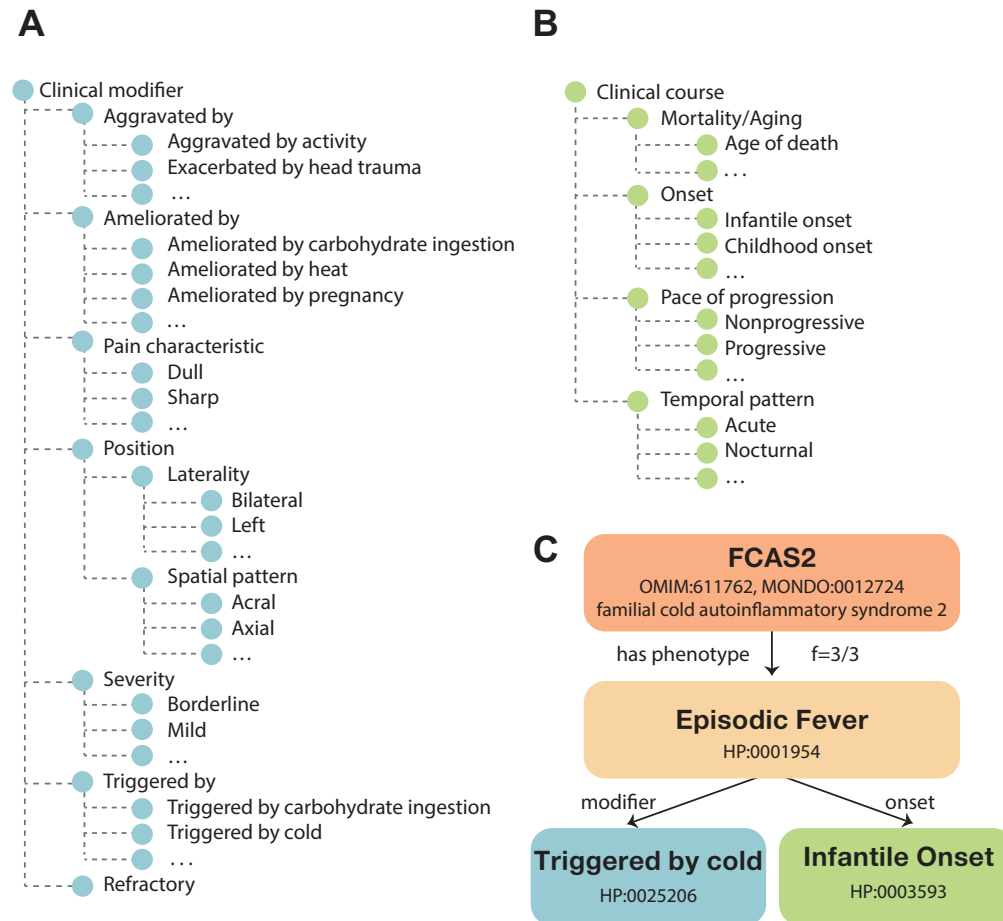 A
Clinical modifier
Aggravated by
Aggravated by activity
Exacerbated by head trauma
...
Ameliorated by
Ameliorated by carbohydrate ingestion
Ameliorated by heat
Ameliorated by pregnancy
...
Pain characteristic
Dull
Sharp
...
Position
Laterality
Bilateral
Left
...
Spatial pattern
Acral
Axial
...
Severity
Borderline
Mild
...
Triggered by
Triggered by carbohydrate ingestion
Triggered by cold
...
Refractory
B
Clinical course
Mortality/Aging
Age of death
...
Onset
Infantile onset
Childhood onset
...
Pace of progression
Nonprogressive
Progressive
...
Temporal pattern
Acute
Nocturnal
...
C
FCAS2
OMIM:611762, MONDO:0012724
familial cold autoinflammatory syndrome 2
has phenotype f=3/3
Episodic Fever
HP:0001954
modifier onset
Triggered by cold
HP:0025206
Infantile Onset
HP:0003593